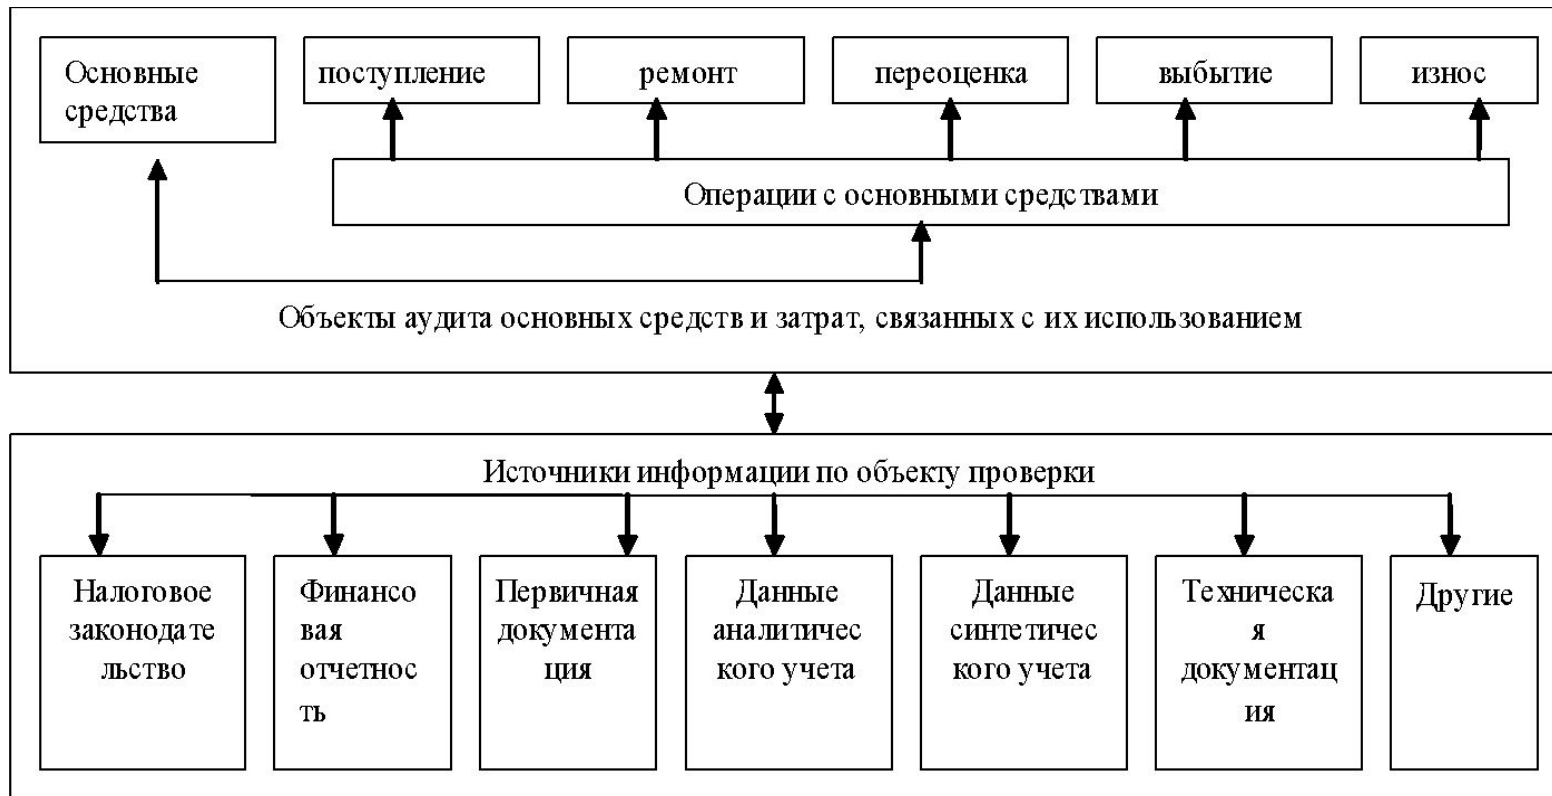 Основные
средства
поступление
ремонт
переоценка
выбытие
износ
Операции с основными средствами
Объекты аудита основных средств и затрат, связанных с их использованием
Источники информации по объекту проверки
Налоговое
законодате
льство
Финансо
вая
отчетнос
ть
Первичная
документа
ция
Данные
аналитичес
кого учета
Данные
синтетичес
кого учета
Техническа
я
документац
ия
Другие